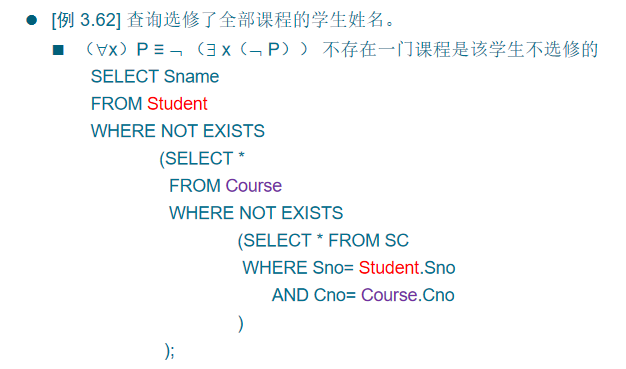 ● [例 3.62] 查询选修了全部课程的学生姓名。
■ （∀x）P ≡ ¬ （∃ x（¬ P）） 不存在一门课程是该学生不选修的
SELECT Sname
FROM Student
WHERE NOT EXISTS
(SELECT *
FROM Course
WHERE NOT EXISTS
(SELECT * FROM SC
WHERE Sno= Student.Sno
AND Cno= Course.Cno
)
);